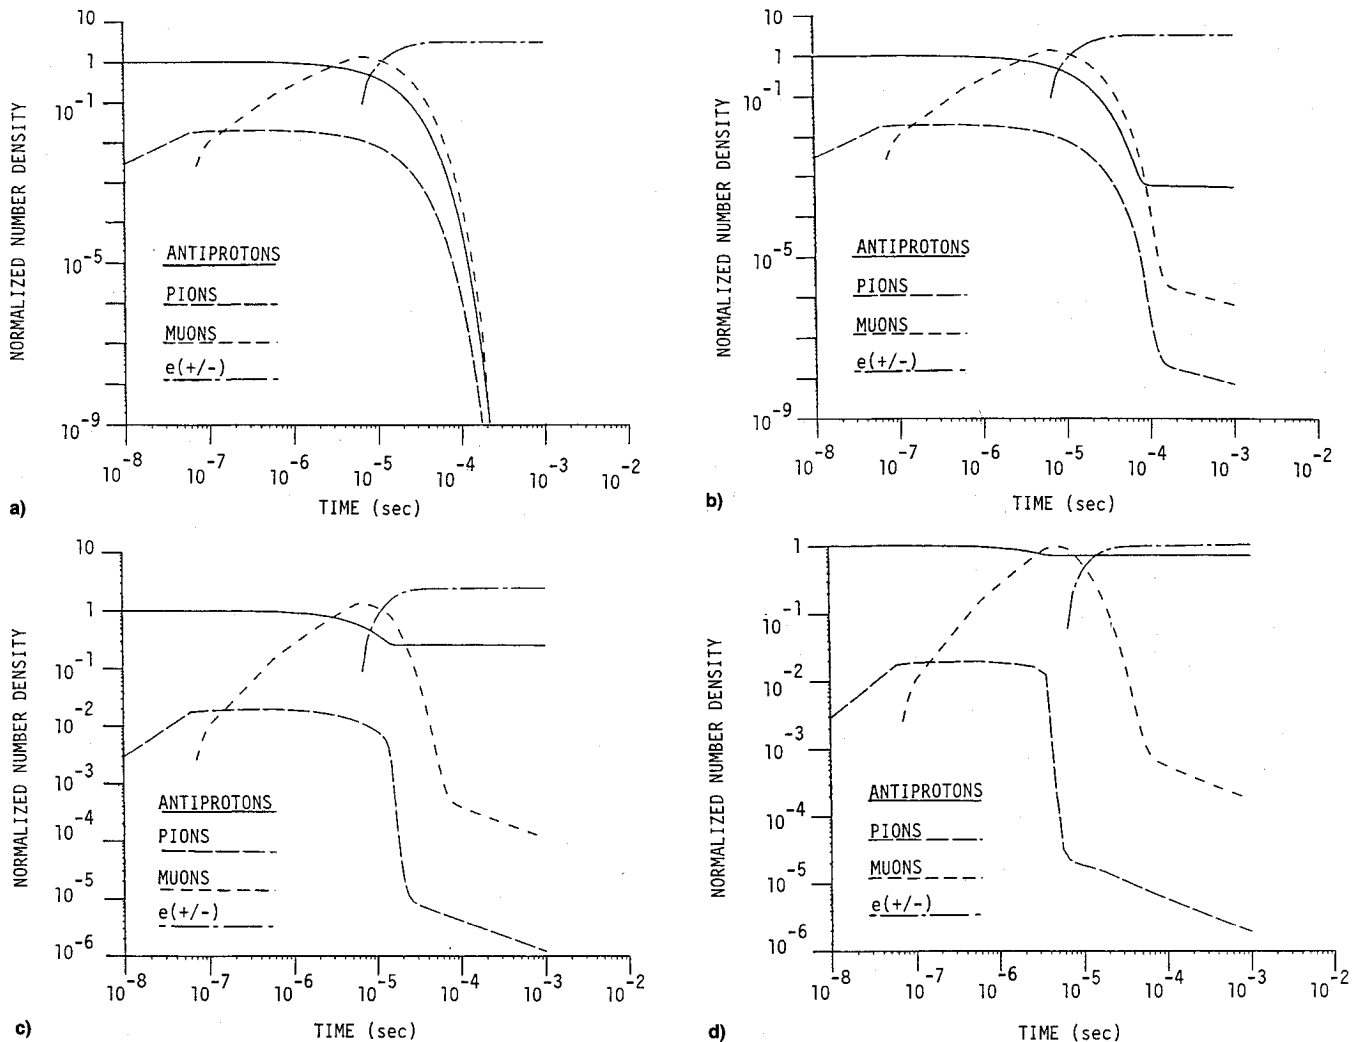 NORMALIZED NUMBER DENSITY
10
1
10⁻¹
10⁻⁵
10⁻⁹
ANTIPROTONS
PIONS
MUONS
e(+/-)
10⁻⁸ 10⁻⁷ 10⁻⁶ 10⁻⁵ 10⁻⁴ 10⁻³ 10⁻²
TIME (sec)
a)
NORMALIZED NUMBER DENSITY
10
1
10⁻¹
10⁻⁵
10⁻⁹
ANTIPROTONS
PIONS
MUONS
e(+/-)
10⁻⁸ 10⁻⁷ 10⁻⁶ 10⁻⁵ 10⁻⁴ 10⁻³ 10⁻²
TIME (sec)
b)
NORMALIZED NUMBER DENSITY
10
1
10⁻¹
10⁻²
10⁻³
10⁻⁴
10⁻⁵
10⁻⁶
ANTIPROTONS
PIONS
MUONS
e(+/-)
10⁻⁸ 10⁻⁷ 10⁻⁶ 10⁻⁵ 10⁻⁴ 10⁻³ 10⁻²
TIME (sec)
c)
NORMALIZED NUMBER DENSITY
1
10⁻¹
10⁻²
10⁻³
10⁻⁴
10⁻⁵
10⁻⁶
ANTIPROTONS
PIONS
MUONS
e(+/-)
10⁻⁸ 10⁻⁷ 10⁻⁶ 10⁻⁵ 10⁻⁴ 10⁻³ 10⁻²
TIME (sec)
d)